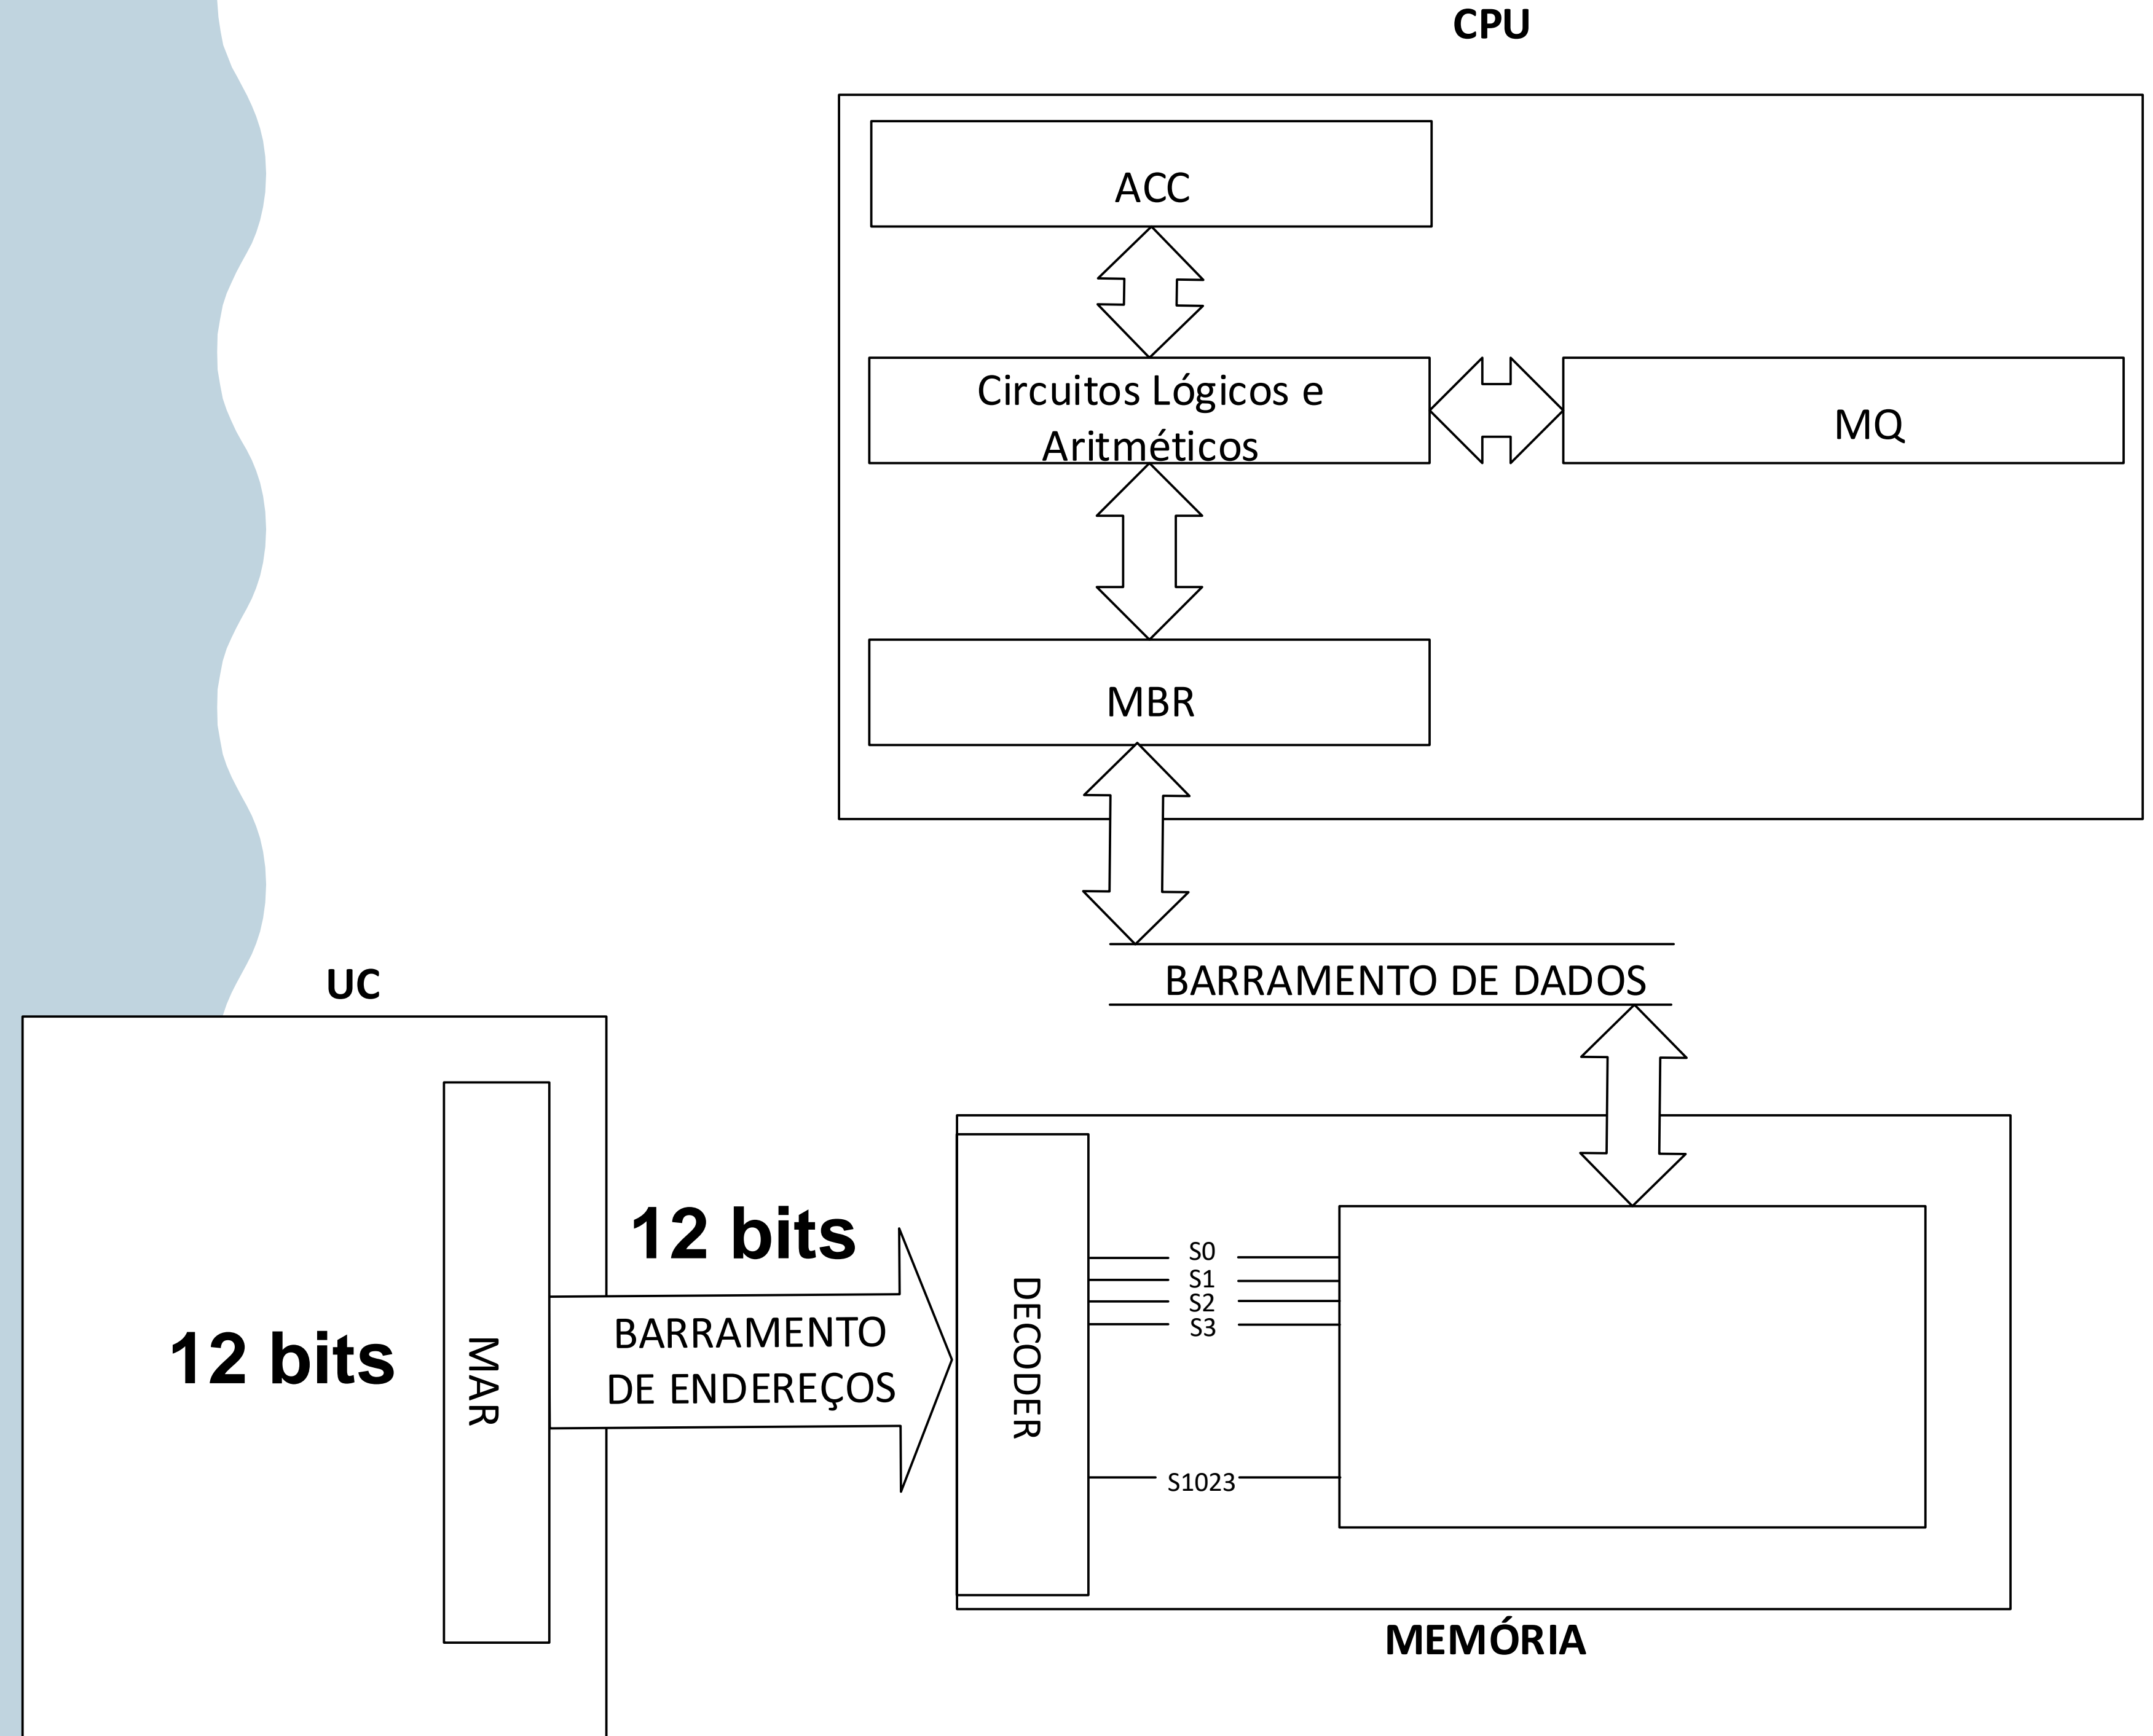 CPU
ACC
Circuitos Lógicos e
Aritméticos
MQ
MBR
BARRAMENTO DE DADOS
UC
12 bits
MAR
12 bits
BARRAMENTO
DE ENDEREÇOS
DECODER
S0
S1
S2
S3
S1023
MEMÓRIA